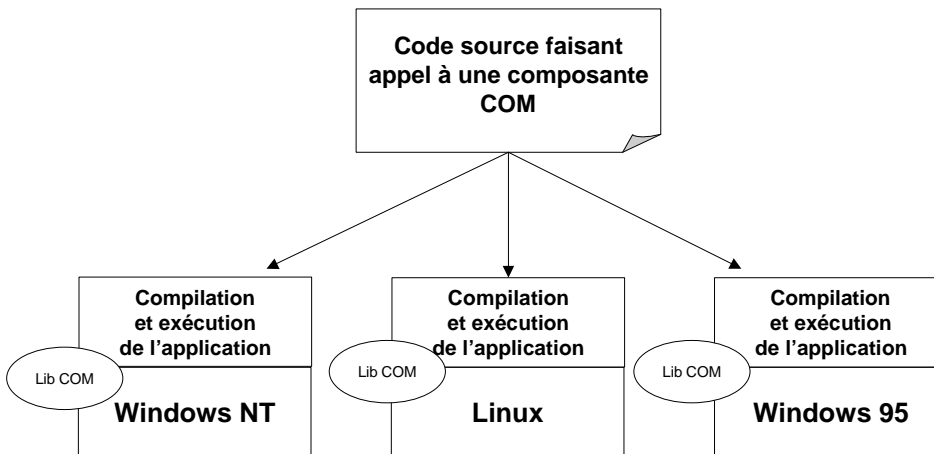 Code source faisant
appel à une composante
COM
Compilation
et exécution
de l'application
Lib COM
Windows NT
Compilation
et exécution
de l'application
Lib COM
Linux
Compilation
et exécution
de l'application
Lib COM
Windows 95